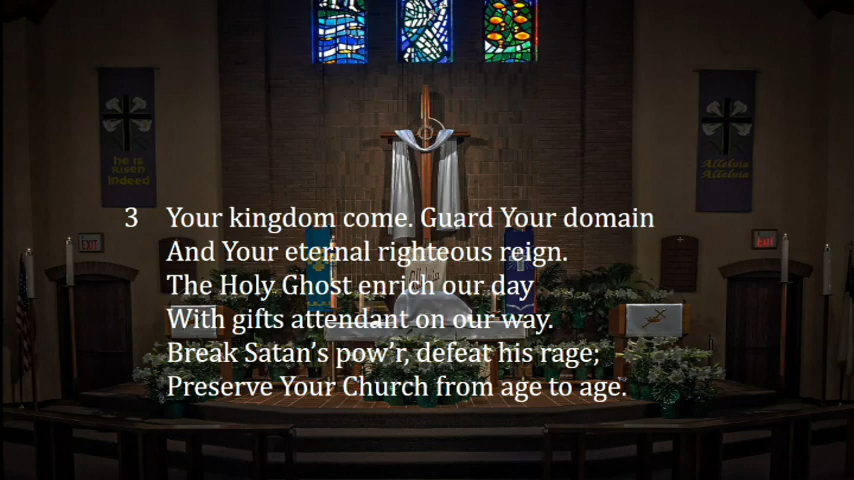 he is
risen
indeed
Alleluia
Alleluia
EXIT
EXIT
3 Your kingdom come. Guard Your domain
And Your eternal righteous reign.
The Holy Ghost enrich our day
With gifts attendant on our way.
Break Satan's pow'r, defeat his rage;
Preserve Your Church from age to age.